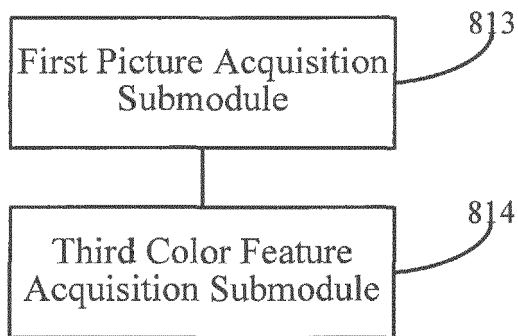 813
First Picture Acquisition
Submodule
814
Third Color Feature
Acquisition Submodule